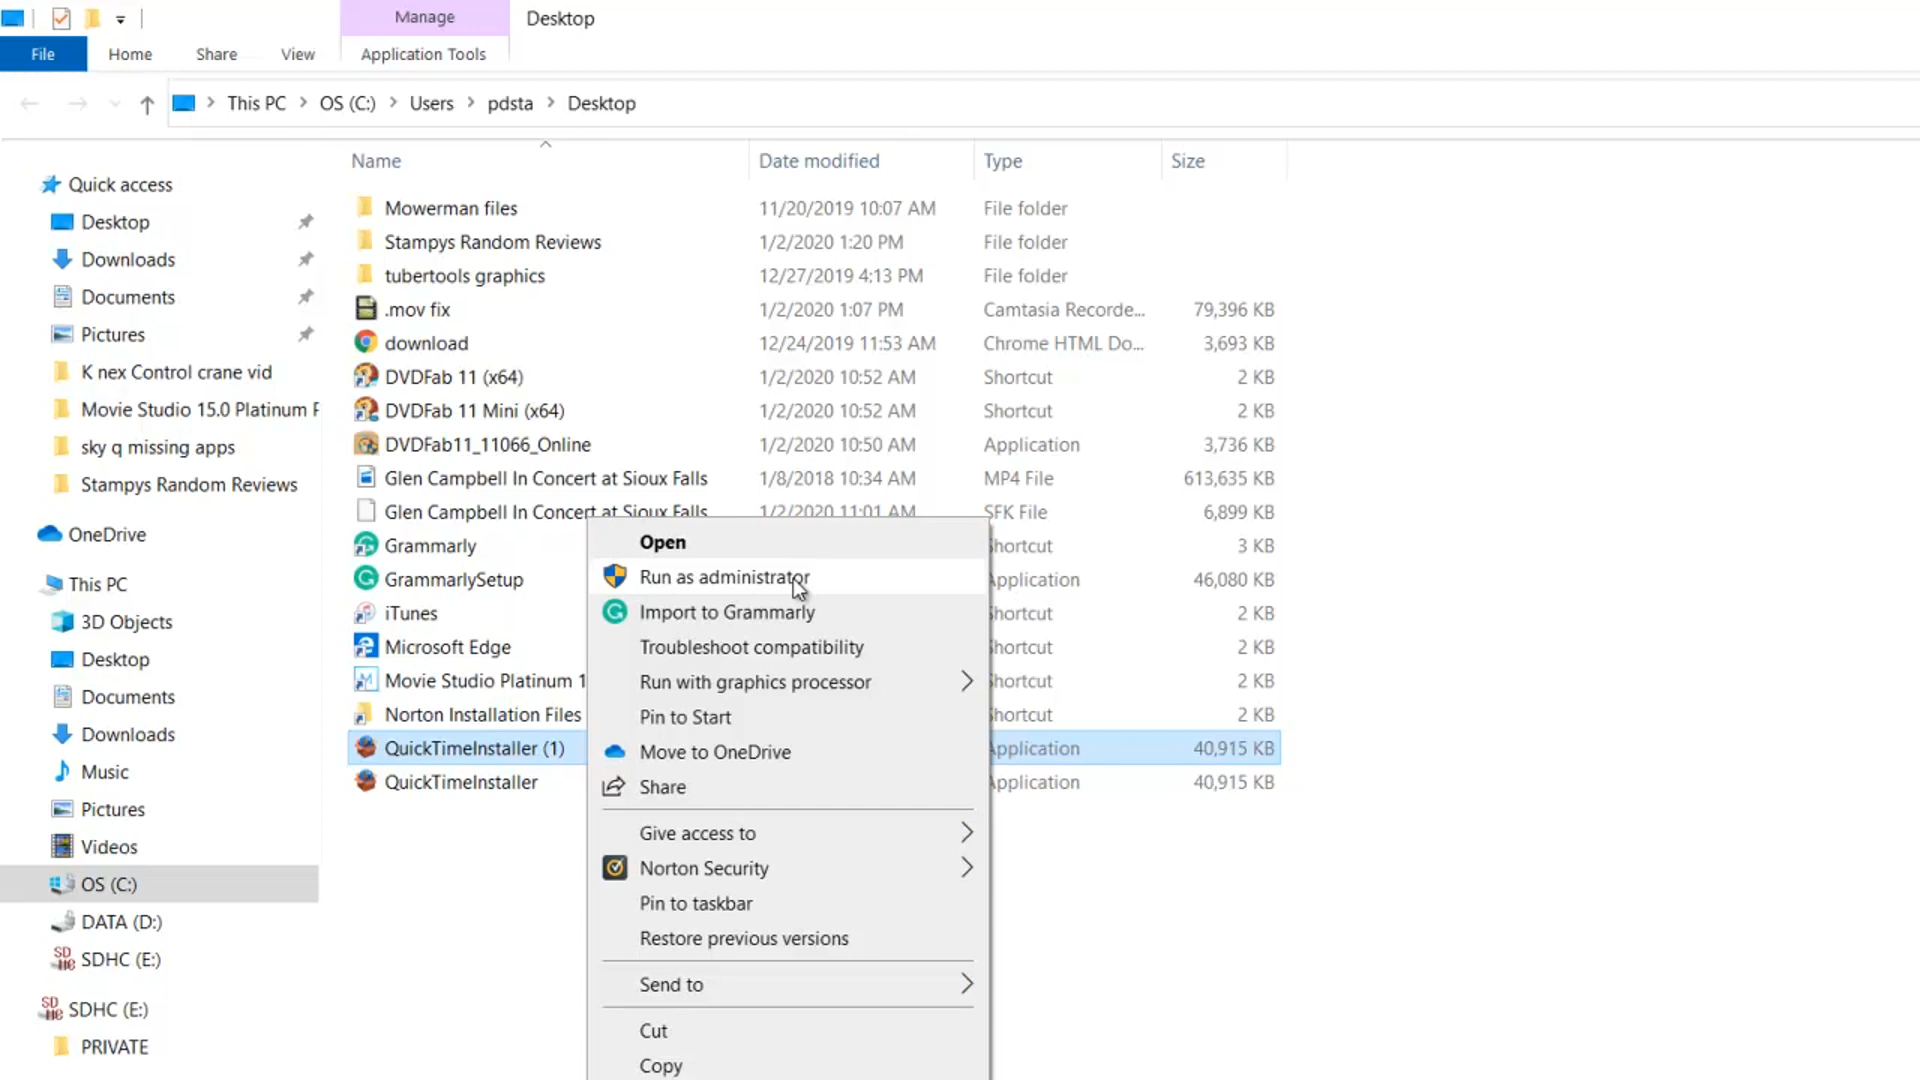 Manage
Desktop
File
Home
Share
View
Application Tools
This PC
OS (C:)
Users
pdsta
Desktop
Name
Date modified
Type
Size
Quick access
Desktop
Downloads
Documents
Pictures
K nex Control crane vid
Movie Studio 15.0 Platinum
sky q missing apps
Stampys Random Reviews
OneDrive
This PC
3D Objects
Desktop
Documents
Downloads
Music
Pictures
Videos
OS (C:)
DATA (D:)
SDHC (E:)
SDHC (E:)
PRIVATE
Mowerman files 11/20/2019 10:07 AM File folder
Stampys Random Reviews 1/2/2020 1:20 PM File folder
tubertools graphics 12/27/2019 4:13 PM File folder
.mov fix 1/2/2020 1:07 PM Camtasia Recorde... 79,396 KB
download 12/24/2019 11:53 AM Chrome HTML Do... 3,693 KB
DVDFab 11 (x64) 1/2/2020 10:52 AM Shortcut 2 KB
DVDFab 11 Mini (x64) 1/2/2020 10:52 AM Shortcut 2 KB
DVDFab11_11066_Online 1/2/2020 10:50 AM Application 3,736 KB
Glen Campbell In Concert at Sioux Falls 1/8/2018 10:34 AM MP4 File 613,635 KB
Glen Campbell In Concert at Sioux Falls 1/2/2020 11:01 AM SFK File 6,899 KB
Grammarly Shortcut 3 KB
GrammarlySetup Application 46,080 KB
iTunes Shortcut 2 KB
Microsoft Edge Shortcut 2 KB
Movie Studio Platinum 1 Shortcut 2 KB
Norton Installation Files Shortcut 2 KB
QuickTimeInstaller (1) Application 40,915 KB
QuickTimeInstaller Application 40,915 KB
Open
Run as administrator
Import to Grammarly
Troubleshoot compatibility
Run with graphics processor
Pin to Start
Move to OneDrive
Share
Give access to
Norton Security
Pin to taskbar
Restore previous versions
Send to
Cut
Copy